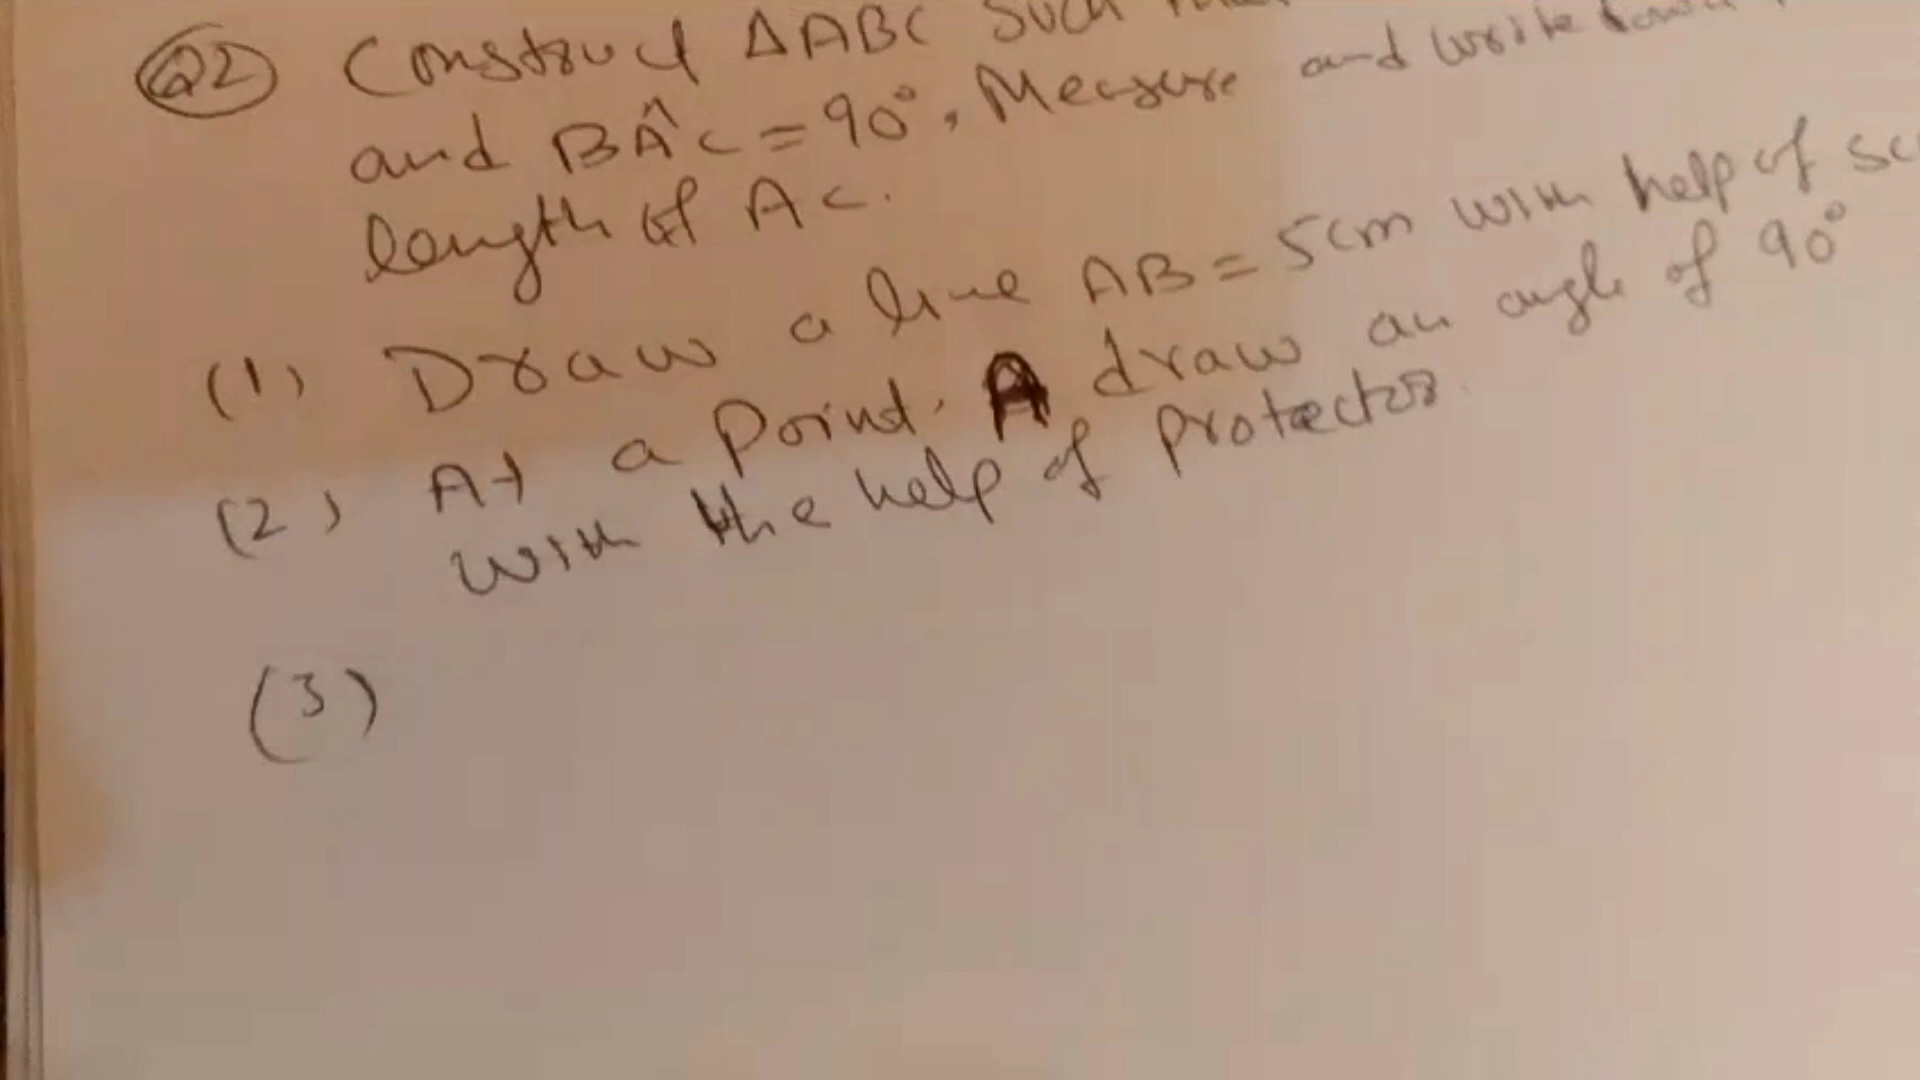 Q2 Construct ΔABC such
and BÂC = 90°, Measure and write down
length of AC.
(1) Draw a line AB = 5cm with help of
(2) At a point A draw an angle of 90°
with the help of protector.
(3)